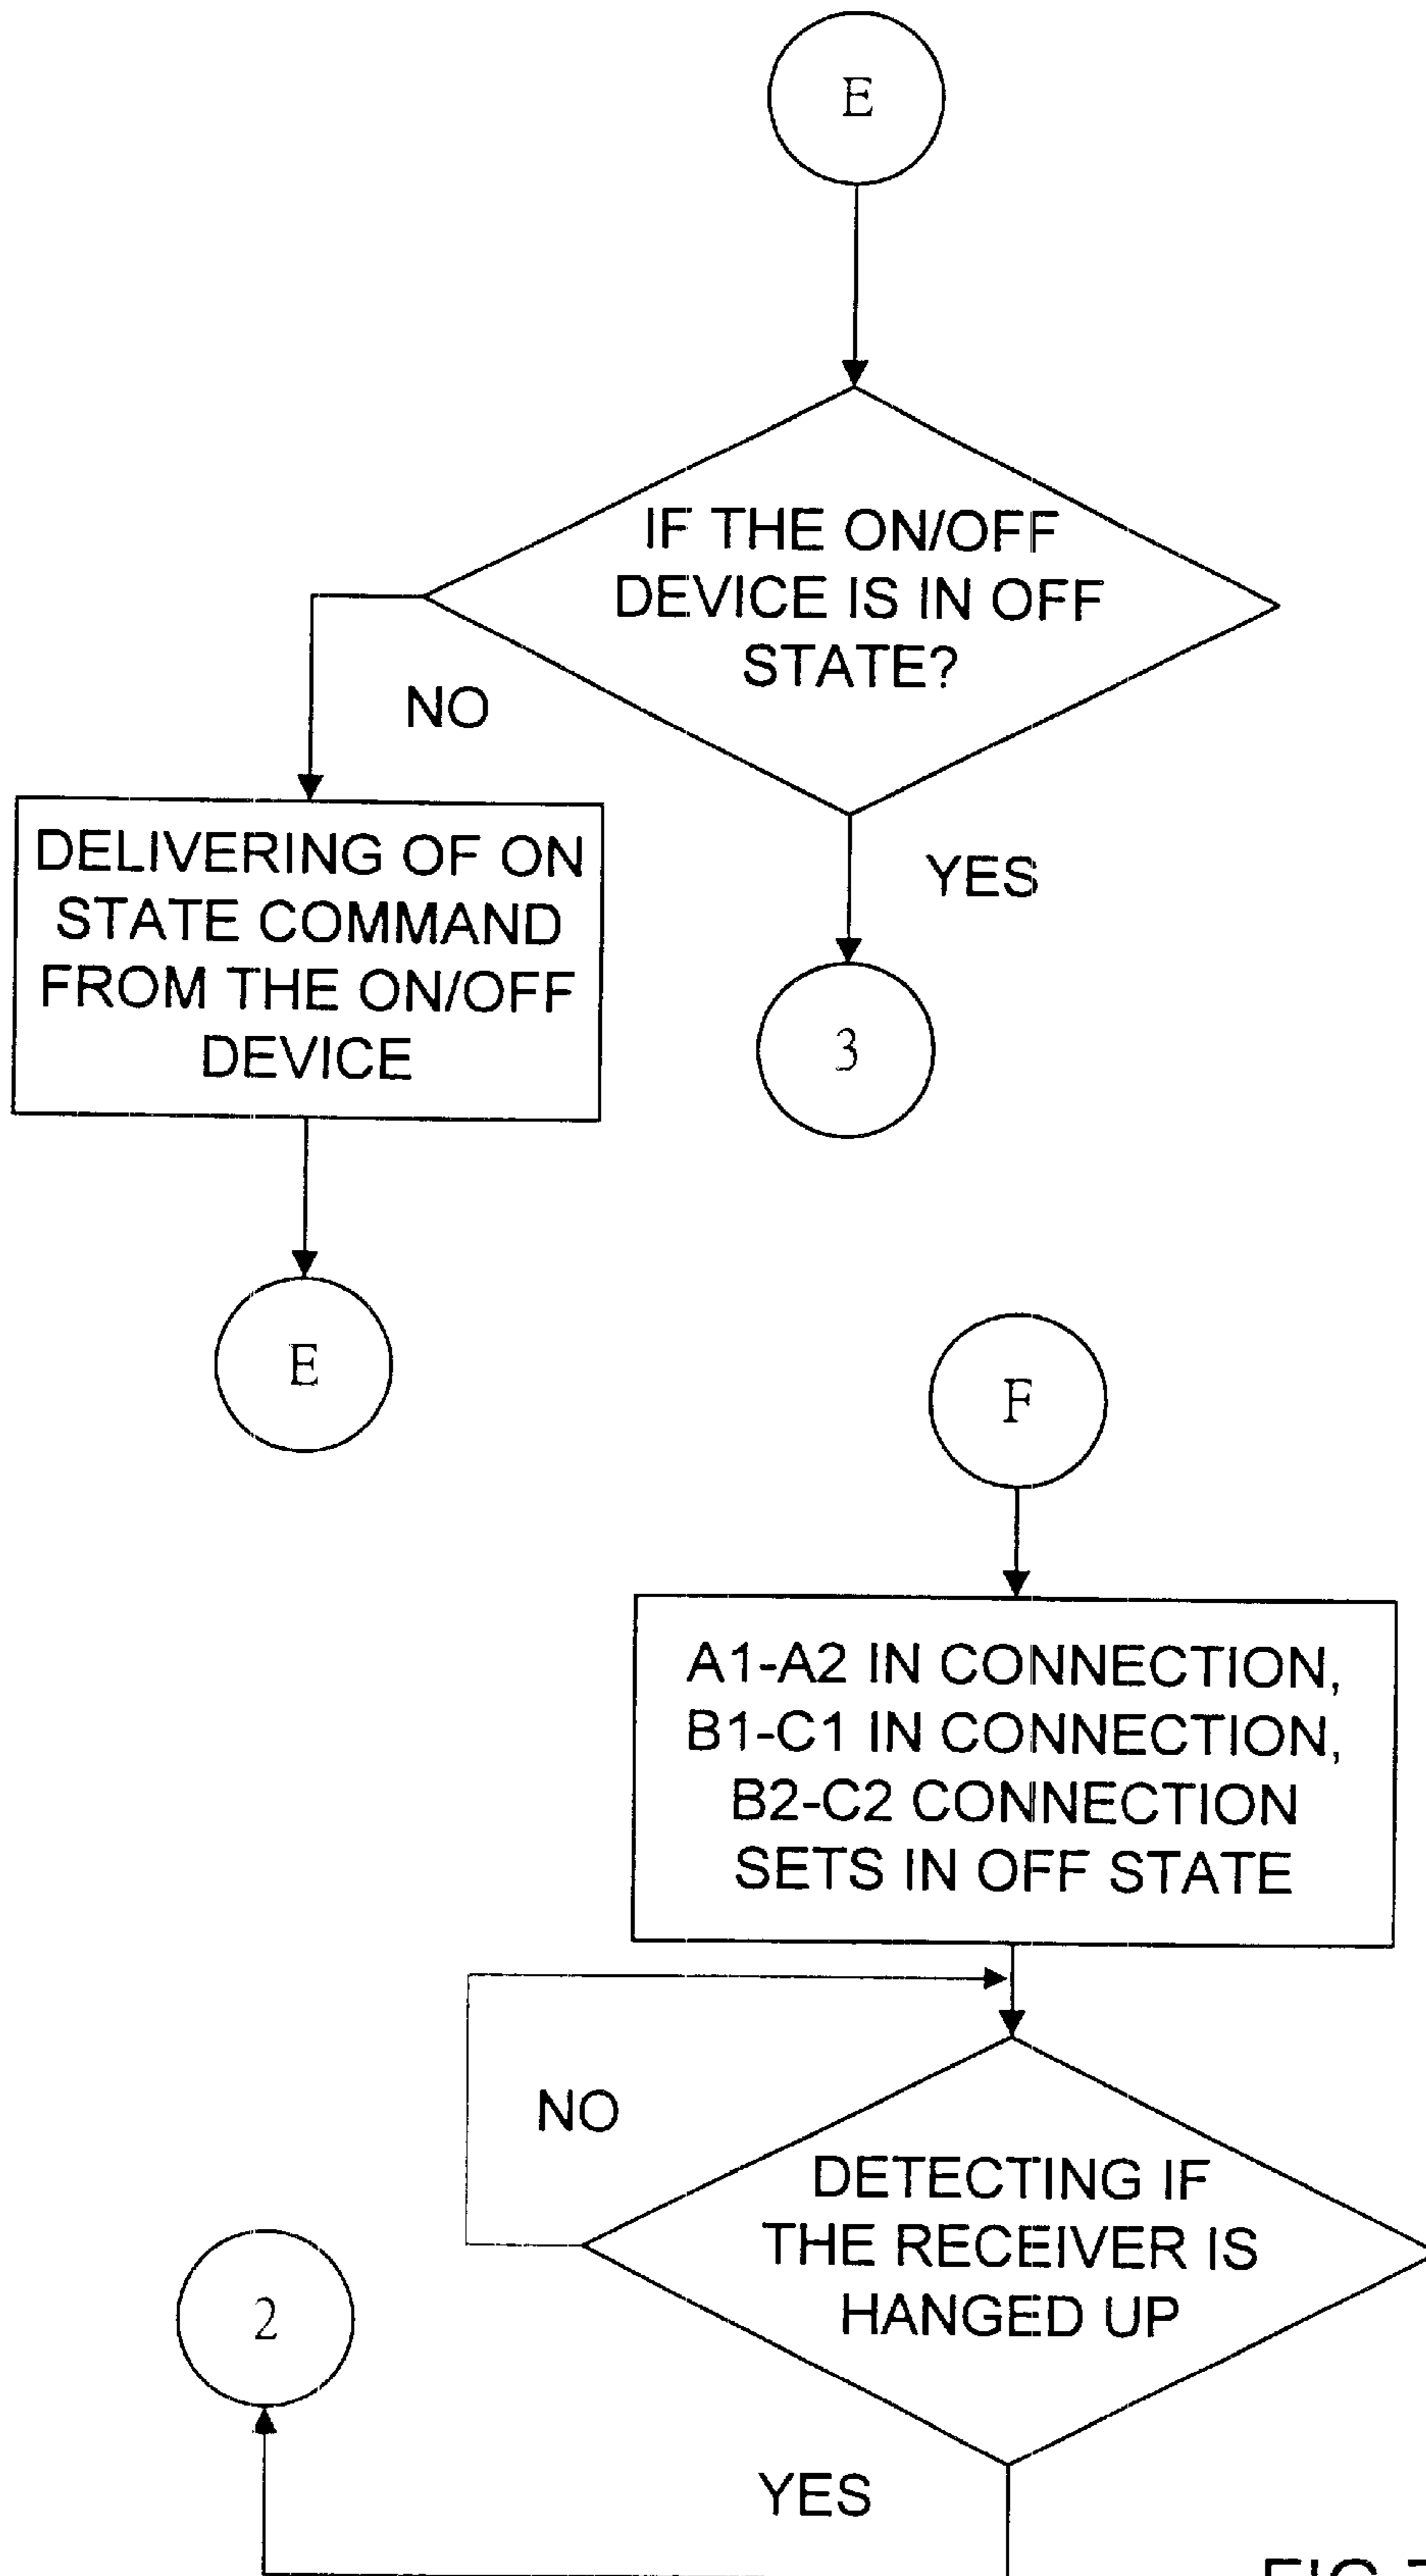 E
IF THE ON/OFF
DEVICE IS IN OFF
STATE?
NO
YES
DELIVERING OF ON
STATE COMMAND
FROM THE ON/OFF
DEVICE
3
E
F
A1-A2 IN CONNECTION,
B1-C1 IN CONNECTION,
B2-C2 CONNECTION
SETS IN OFF STATE
NO
DETECTING IF
THE RECEIVER IS
HANGED UP
2
YES